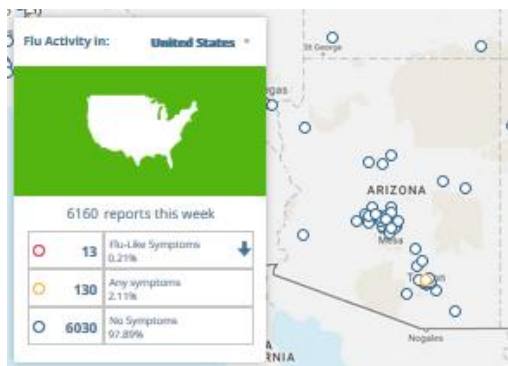 Flu Activity in: United States
6160 reports this week
13 Flu-Like Symptoms
0.21%
130 Any symptoms
2.11%
6030 No Symptoms
97.89%
St George
gas
ARIZONA
Mesa
Nogales
A
RNIA